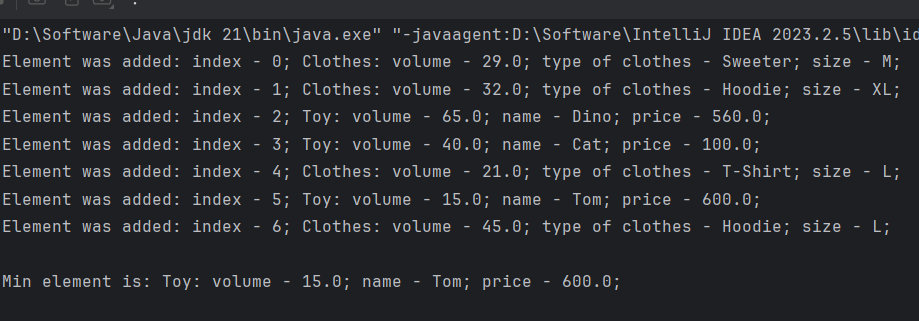 "D:\Software\Java\jdk 21\bin\java.exe" "-javaagent:D:\Software\IntelliJ IDEA 2023.2.5\lib\id
Element was added: index - 0; Clothes: volume - 29.0; type of clothes - Sweeter; size - M;
Element was added: index - 1; Clothes: volume - 32.0; type of clothes - Hoodie; size - XL;
Element was added: index - 2; Toy: volume - 65.0; name - Dino; price - 560.0;
Element was added: index - 3; Toy: volume - 40.0; name - Cat; price - 100.0;
Element was added: index - 4; Clothes: volume - 21.0; type of clothes - T-Shirt; size - L;
Element was added: index - 5; Toy: volume - 15.0; name - Tom; price - 600.0;
Element was added: index - 6; Clothes: volume - 45.0; type of clothes - Hoodie; size - L;
Min element is: Toy: volume - 15.0; name - Tom; price - 600.0;